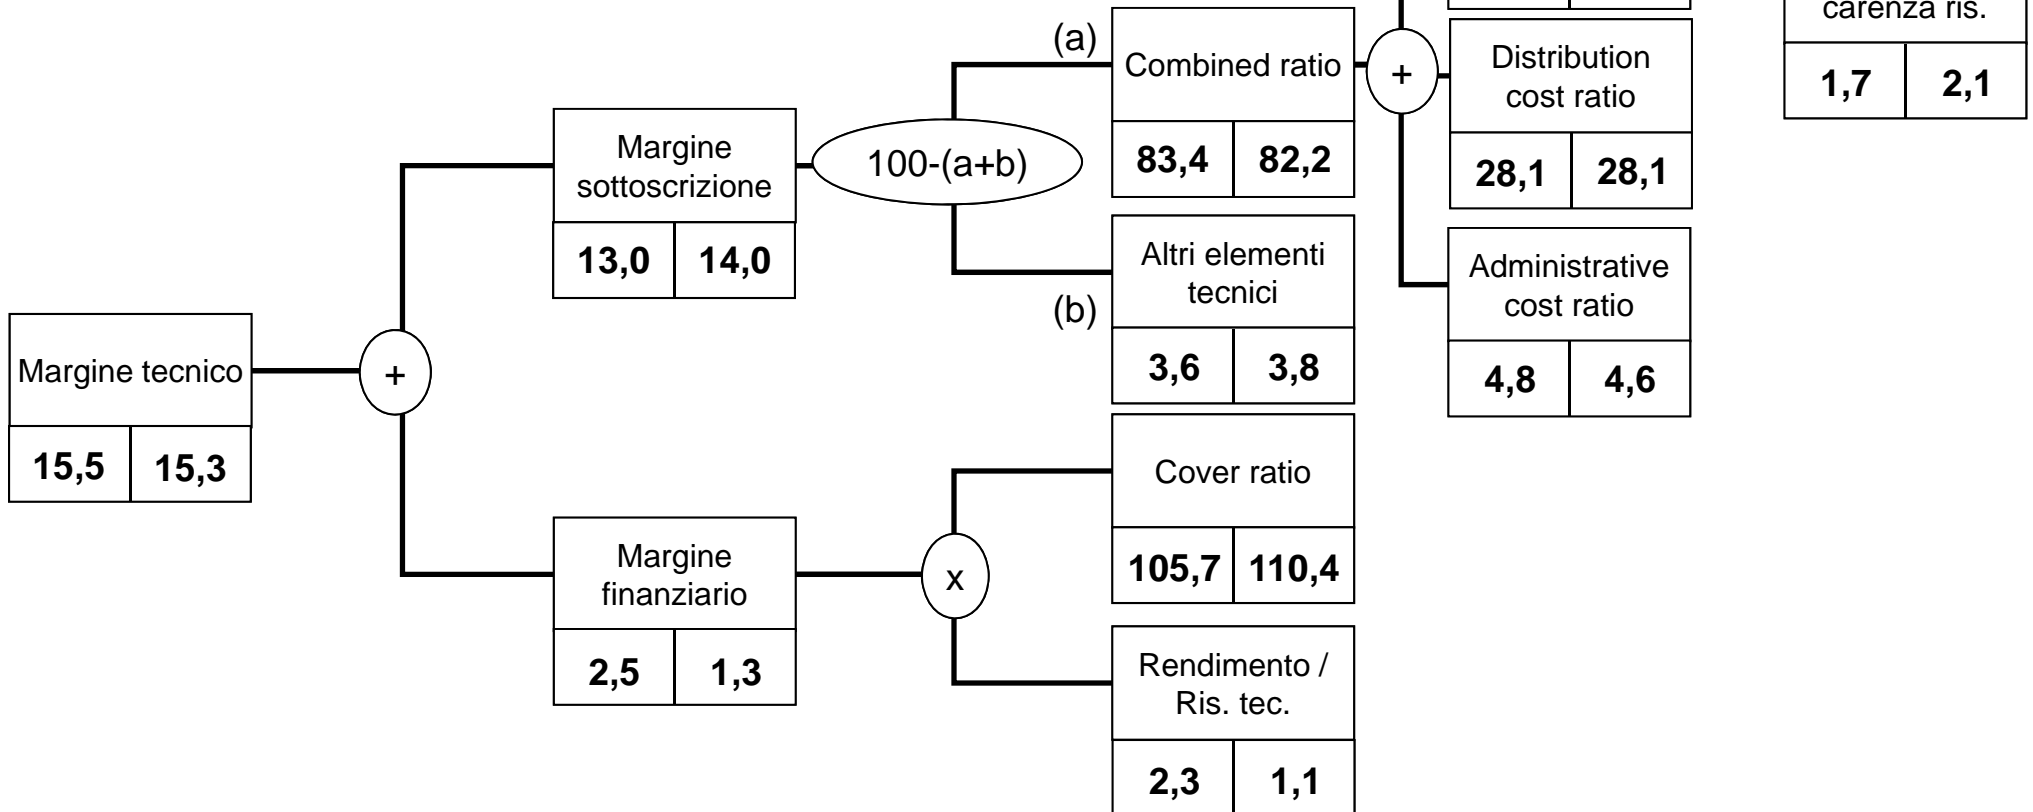 carenza ris.
1,7 2,1
(a)
Combined ratio
83,4 82,2
+
Distribution
cost ratio
28,1 28,1
Margine
sottoscrizione
13,0 14,0
100-(a+b)
Altri elementi
tecnici
(b)
3,6 3,8
Administrative
cost ratio
4,8 4,6
Margine tecnico
15,5 15,3
+
Cover ratio
105,7 110,4
Margine
finanziario
2,5 1,3
x
Rendimento /
Ris. tec.
2,3 1,1